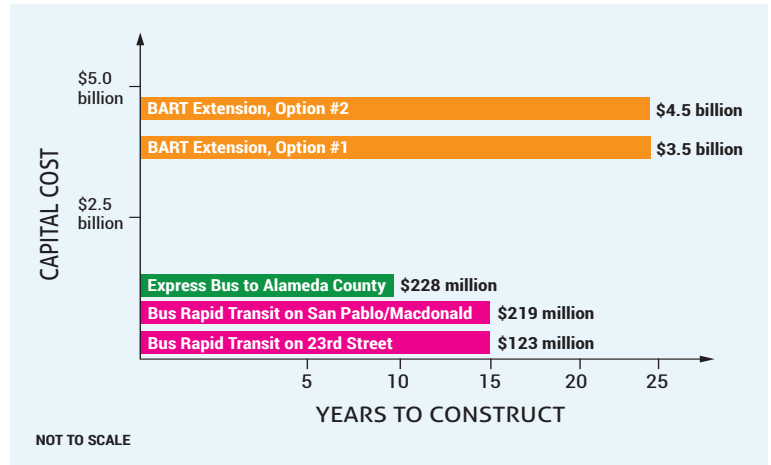 $5.0
billion
BART Extension, Option #2
$4.5 billion
BART Extension, Option #1
$3.5 billion
CAPITAL COST
$2.5
billion
Express Bus to Alameda County
$228 million
Bus Rapid Transit on San Pablo/Macdonald
$219 million
Bus Rapid Transit on 23rd Street
$123 million
5 10 15 20 25
YEARS TO CONSTRUCT
NOT TO SCALE